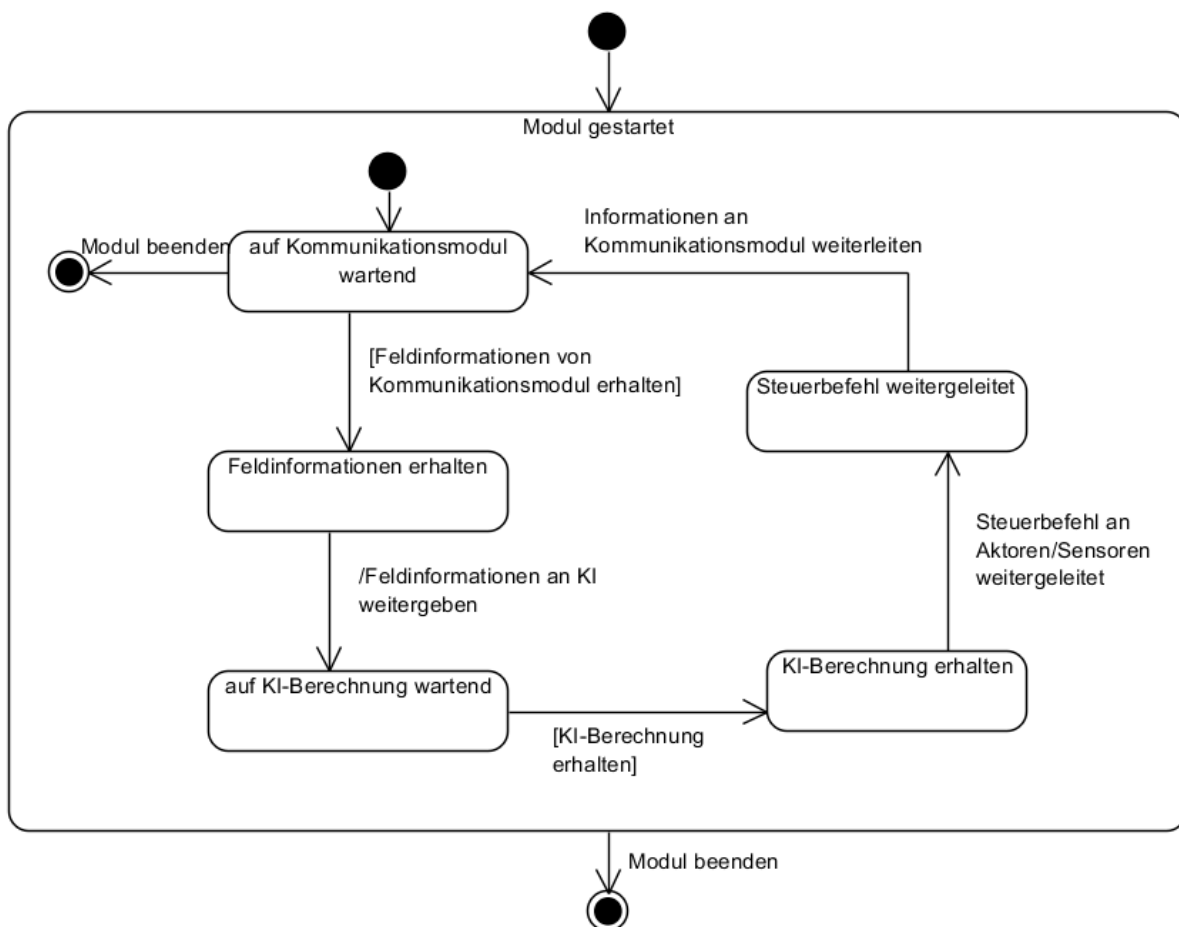 Modul gestartet
Informationen an
Kommunikationsmodul weiterleiten
Modul beenden
auf Kommunikationsmodul
wartend
[Feldinformationen von
Kommunikationsmodul erhalten]
Steuerbefehl weitergeleitet
Feldinformationen erhalten
Steuerbefehl an
Aktoren/Sensoren
weitergeleitet
/Feldinformationen an KI
weitergeben
KI-Berechnung erhalten
auf KI-Berechnung wartend
[KI-Berechnung
erhalten]
Modul beenden